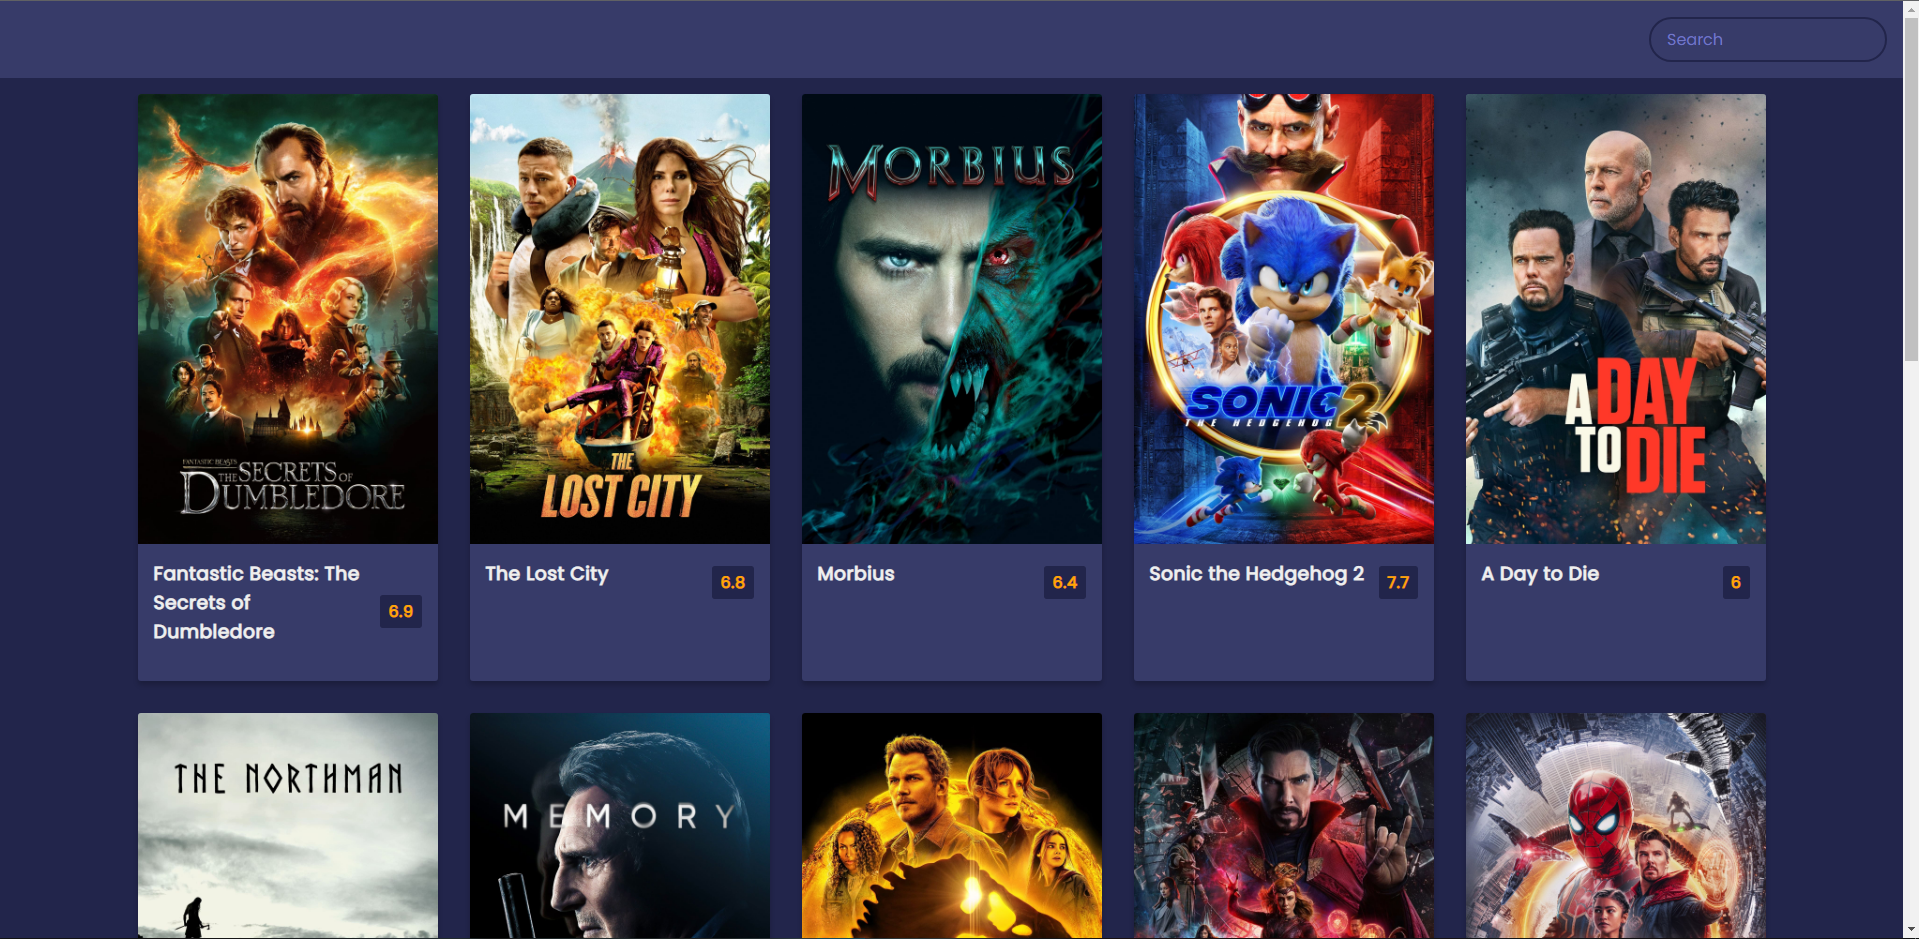 Search
FANTASTIC BEASTS
THE SECRETS OF
DUMBLEDORE
THE
LOST CITY
MORBIUS
SONIC 2
THE HEDGEHOG
A DAY
TO DIE
Fantastic Beasts: The
Secrets of
Dumbledore
6.9
The Lost City
6.8
Morbius
6.4
Sonic the Hedgehog 2
7.7
A Day to Die
6
THE NORTHMAN
MEMORY